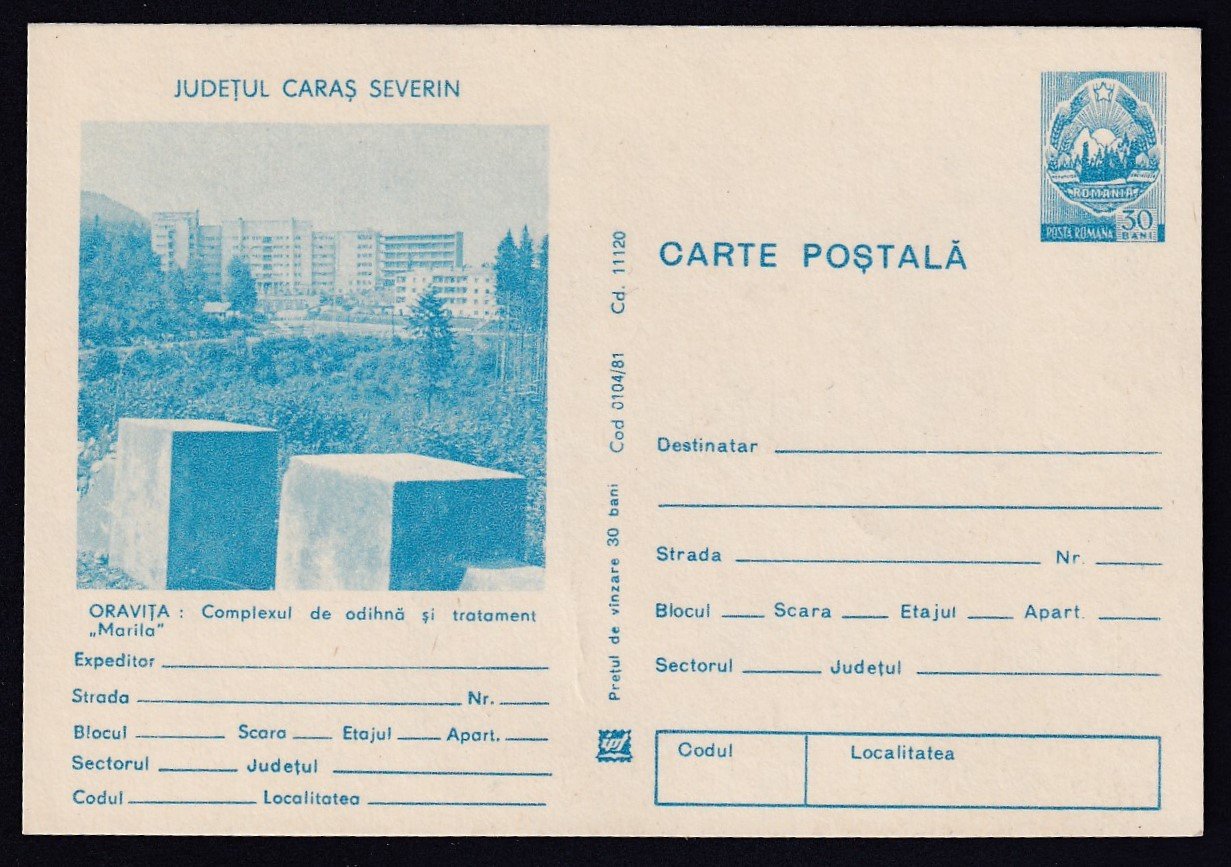 JUDEȚUL CARAȘ SEVERIN
ORAVIȚA : Complexul de odihnă și tratament
„Marila”
Expeditor
Strada Nr.
Blocul Scara Etajul Apart.
Sectorul Județul
Codul Localitatea
Prețul de vînzare 30 bani Cod 0104/81 Cd. 11120
ROMÂNIA
POSTA ROMANA 30 BANI
CARTE POȘTALĂ
Destinatar
Strada Nr.
Blocul Scara Etajul Apart.
Sectorul Județul
Codul Localitatea